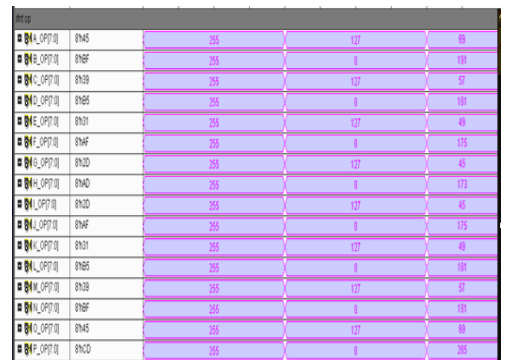 rfnt op
A_OP[7:0] 8'h45 255 127 69
B_OP[7:0] 8'hBF 255 0 191
C_OP[7:0] 8'h39 255 127 57
D_OP[7:0] 8'hB5 255 0 181
E_OP[7:0] 8'h31 255 127 49
F_OP[7:0] 8'hAF 255 0 175
G_OP[7:0] 8'h2D 255 127 45
H_OP[7:0] 8'hAD 255 0 173
I_OP[7:0] 8'h2D 255 127 45
J_OP[7:0] 8'hAF 255 0 175
K_OP[7:0] 8'h31 255 127 49
L_OP[7:0] 8'hB5 255 0 181
M_OP[7:0] 8'h39 255 127 57
N_OP[7:0] 8'hBF 255 0 191
O_OP[7:0] 8'h45 255 127 69
P_OP[7:0] 8'hCD 255 0 205